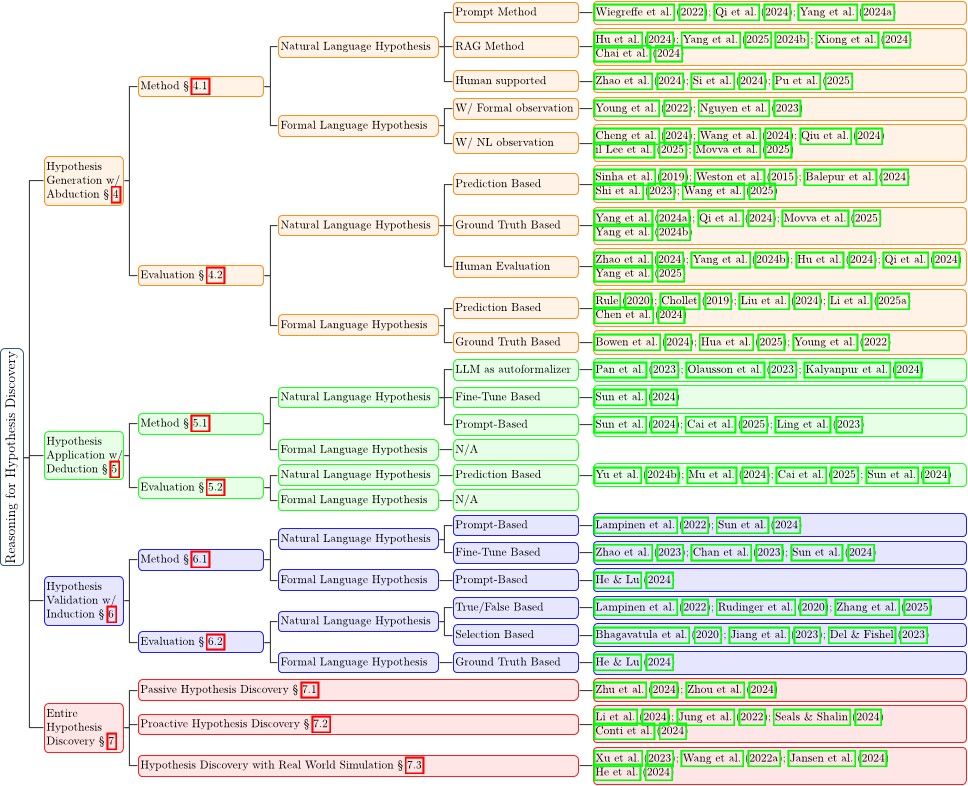 Reasoning for Hypothesis Discovery
Hypothesis
Generation w/
Abduction § 4
Method § 4.1
Natural Language Hypothesis
Prompt Method
Wiegreffe et al. (2022); Qi et al. (2024); Yang et al. (2024a)
RAG Method
Hu et al. (2024); Yang et al. (2025; 2024b); Xiong et al. (2024)
Chai et al. (2024)
Human supported
Zhao et al. (2024); Si et al. (2024); Pu et al. (2025)
Formal Language Hypothesis
W/ Formal observation
Young et al. (2022); Nguyen et al. (2023)
W/ NL observation
Cheng et al. (2024); Wang et al. (2024); Qiu et al. (2024)
il Lee et al. (2025); Movva et al. (2025)
Evaluation § 4.2
Natural Language Hypothesis
Prediction Based
Sinha et al. (2019); Weston et al. (2015); Balepur et al. (2024)
Shi et al. (2023); Wang et al. (2025)
Ground Truth Based
Yang et al. (2024a); Qi et al. (2024); Movva et al. (2025)
Yang et al. (2024b)
Human Evaluation
Zhao et al. (2024); Yang et al. (2024b); Hu et al. (2024); Qi et al. (2024)
Yang et al. (2025)
Formal Language Hypothesis
Prediction Based
Rule (2020); Chollet (2019); Liu et al. (2024); Li et al. (2025a)
Chen et al. (2024)
Ground Truth Based
Bowen et al. (2024); Hua et al. (2025); Young et al. (2022)
Hypothesis
Application w/
Deduction § 5
Method § 5.1
Natural Language Hypothesis
LLM as autoformalizer
Pan et al. (2023); Olausson et al. (2023); Kalyanpur et al. (2024)
Fine-Tune Based
Sun et al. (2024)
Prompt-Based
Sun et al. (2024); Cai et al. (2025); Ling et al. (2023)
Formal Language Hypothesis
N/A
Evaluation § 5.2
Natural Language Hypothesis
Prediction Based
Yu et al. (2024b); Mu et al. (2024); Cai et al. (2025); Sun et al. (2024)
Formal Language Hypothesis
N/A
Hypothesis
Validation w/
Induction § 6
Method § 6.1
Natural Language Hypothesis
Prompt-Based
Lampinen et al. (2022); Sun et al. (2024)
Fine-Tune Based
Zhao et al. (2023); Chan et al. (2023); Sun et al. (2024)
Formal Language Hypothesis
Prompt-Based
He & Lu (2024)
Evaluation § 6.2
Natural Language Hypothesis
True/False Based
Lampinen et al. (2022); Rudinger et al. (2020); Zhang et al. (2025)
Selection Based
Bhagavatula et al. (2020); Jiang et al. (2023); Del & Fishel (2023)
Formal Language Hypothesis
Ground Truth Based
He & Lu (2024)
Entire
Hypothesis
Discovery § 7
Passive Hypothesis Discovery § 7.1
Zhu et al. (2024); Zhou et al. (2024)
Proactive Hypothesis Discovery § 7.2
Li et al. (2024); Jung et al. (2022); Seals & Shalin (2024)
Conti et al. (2024)
Hypothesis Discovery with Real World Simulation § 7.3
Xu et al. (2023); Wang et al. (2022a); Jansen et al. (2024)
He et al. (2024)